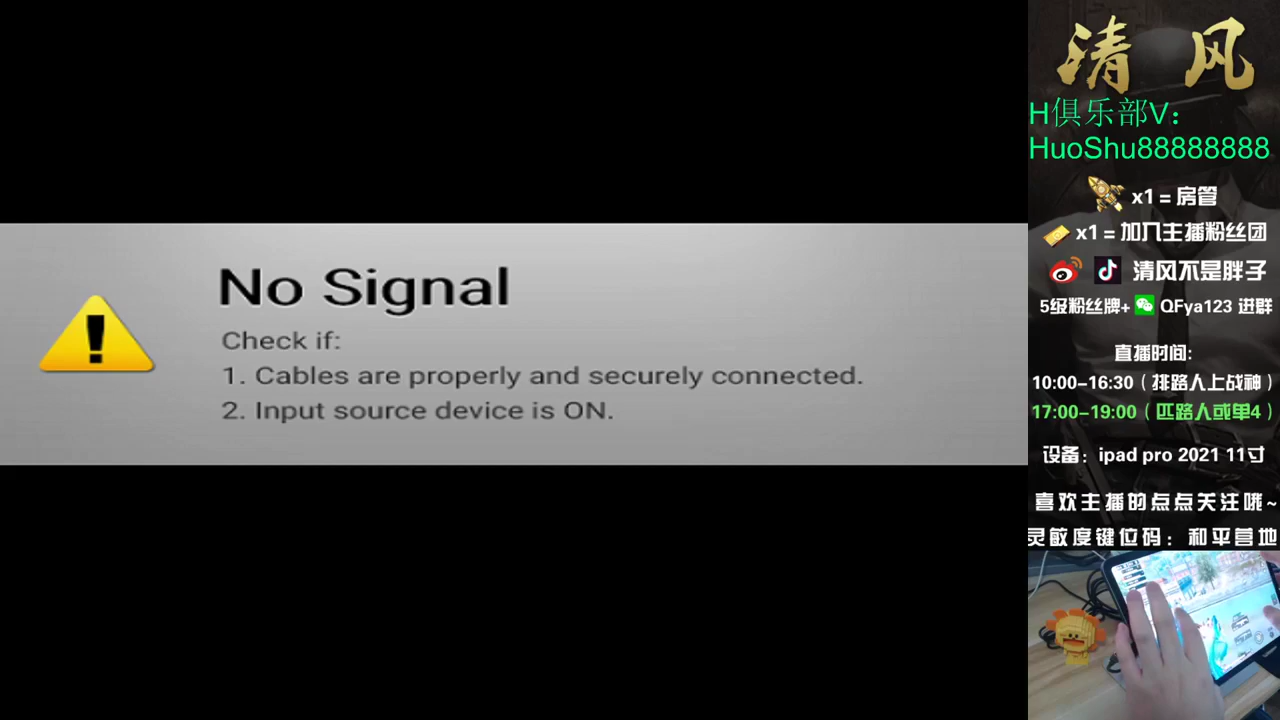 No Signal
Check if:
1. Cables are properly and securely connected.
2. Input source device is ON.
清风
H俱乐部V:
HuoShu88888888
x1 = 房管
x1 = 加入主播粉丝团
清风不是胖子
5级粉丝牌+ QFya123 进群
直播时间:
10:00-16:30 ( 排路人上战神 )
17:00-19:00 ( 匹路人或单4 )
设备: ipad pro 2021 11寸
喜欢主播的点点关注哦~
灵敏度键位码: 和平营地